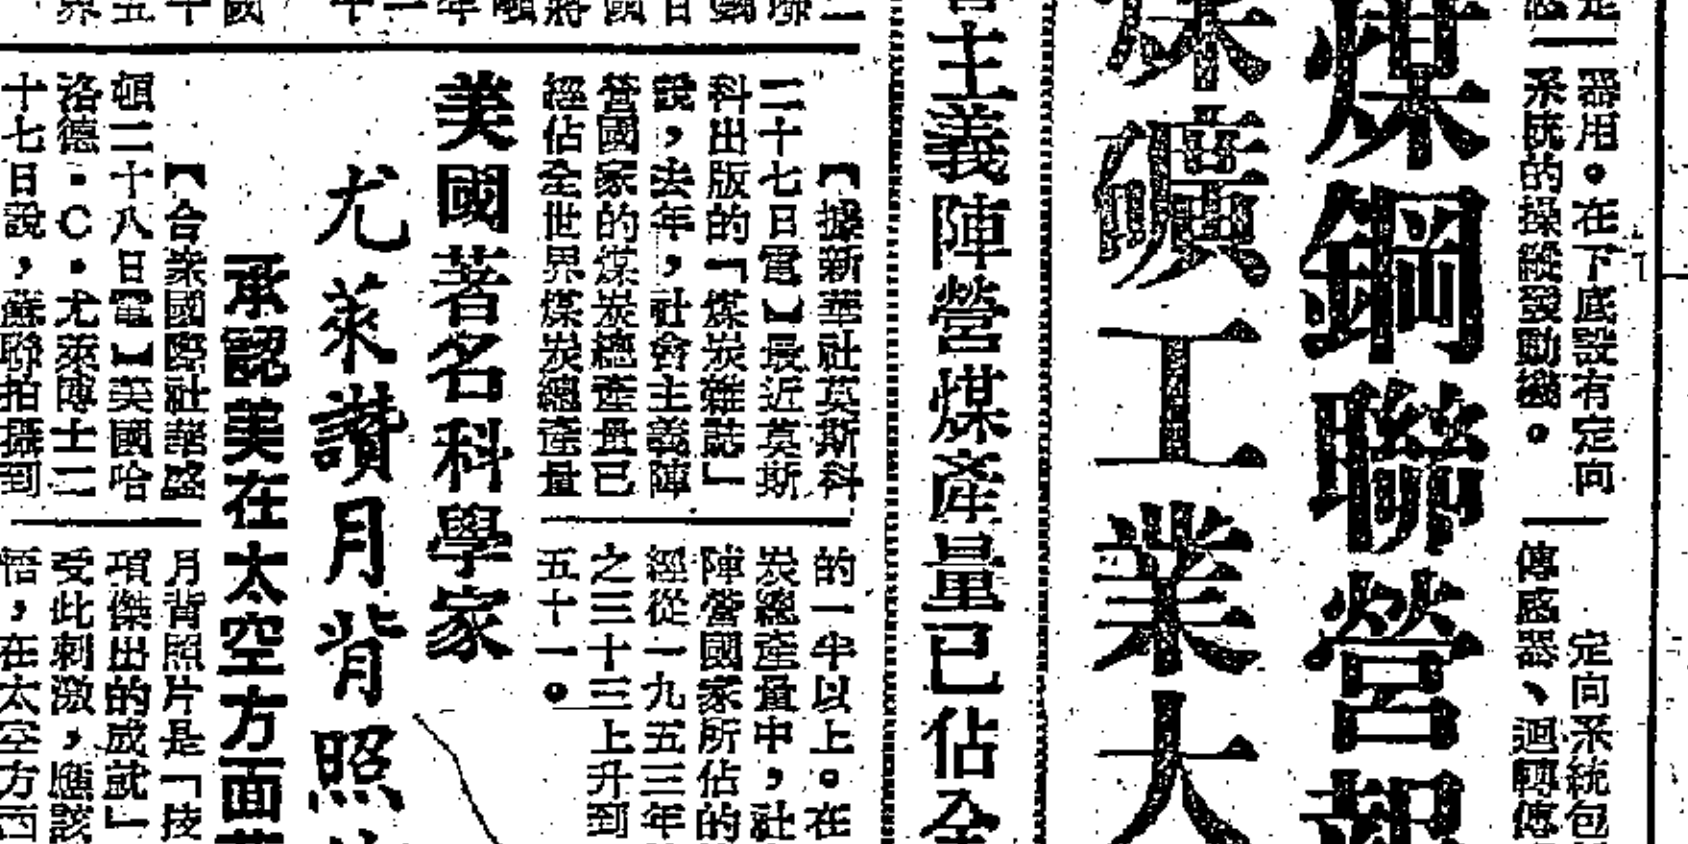 器用。在下底設有定向
系統的操縱發動機。
定向系統包
傳感器、迴轉傳
煤鋼聯營
煤礦工業大
主義陣營煤產量已佔全
【據新華社莫斯科
二十七日電】最近莫斯
科出版的「煤炭雜誌」
說，去年，社會主義陣
營國家的煤炭總產量已
經佔全世界煤炭總產量
的一半以上。在
炭總產量中，社
陣營國家所佔的
經從一九五三年
之三十三上升到
五十一。
美國著名科學家
尤萊讚月背照
承認美在太空方面
【合衆國際社華盛
頓二十八日電】美國哈
洛德·C·尤萊博士二
十七日說，蘇聯拍攝到
月背照片是「技
項傑出的成就」
受此刺激，應該
悟，在太空方面